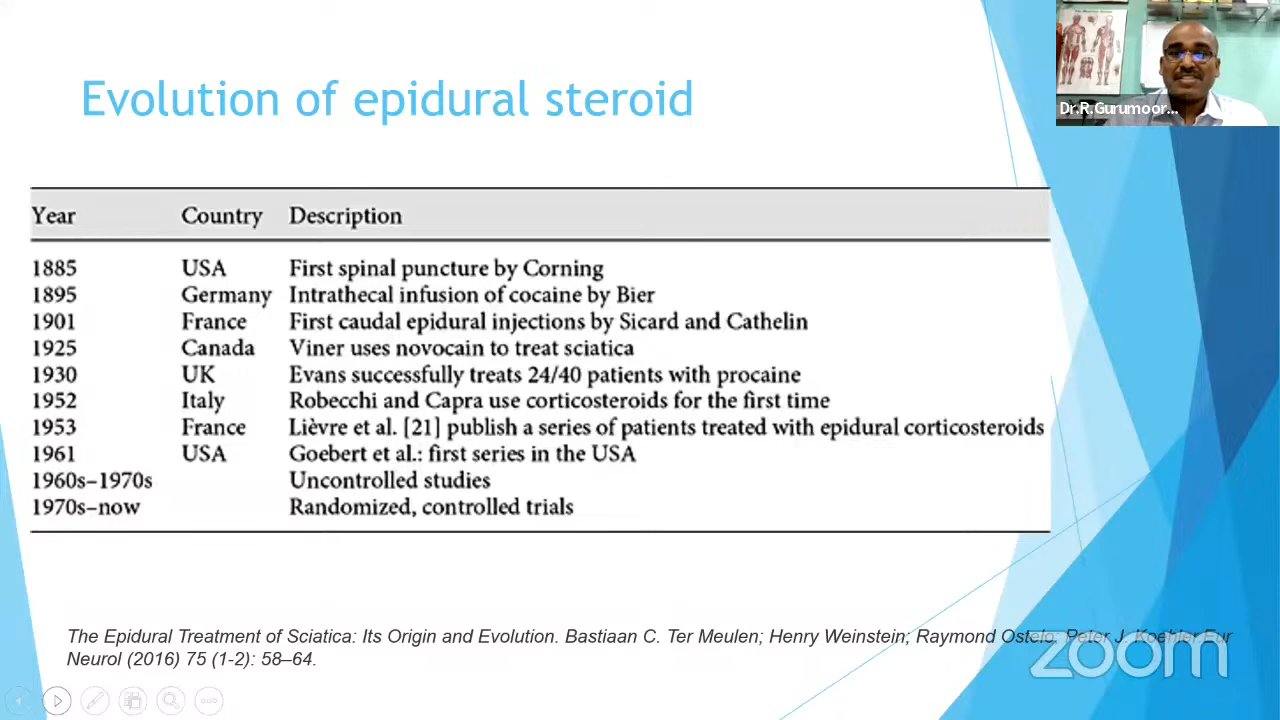 Evolution of epidural steroid
Dr.R.Gurumoor...
Year Country Description
1885 USA First spinal puncture by Corning
1895 Germany Intrathecal infusion of cocaine by Bier
1901 France First caudal epidural injections by Sicard and Cathelin
1925 Canada Viner uses novocain to treat sciatica
1930 UK Evans successfully treats 24/40 patients with procaine
1952 Italy Robecchi and Capra use corticosteroids for the first time
1953 France Lièvre et al. [21] publish a series of patients treated with epidural corticosteroids
1961 USA Goebert et al.: first series in the USA
1960s–1970s Uncontrolled studies
1970s–now Randomized, controlled trials
The Epidural Treatment of Sciatica: Its Origin and Evolution. Bastiaan C. Ter Meulen; Henry Weinstein; Raymond Ostelo; Peter J. Koehler Eur
Neurol (2016) 75 (1-2): 58–64.
zoom